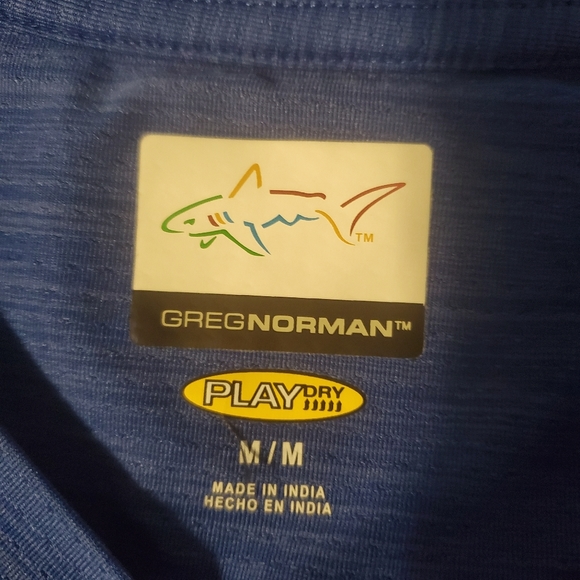 TM
GREGNORMAN™
PLAYDRY
M/M
MADE IN INDIA
HECHO EN INDIA